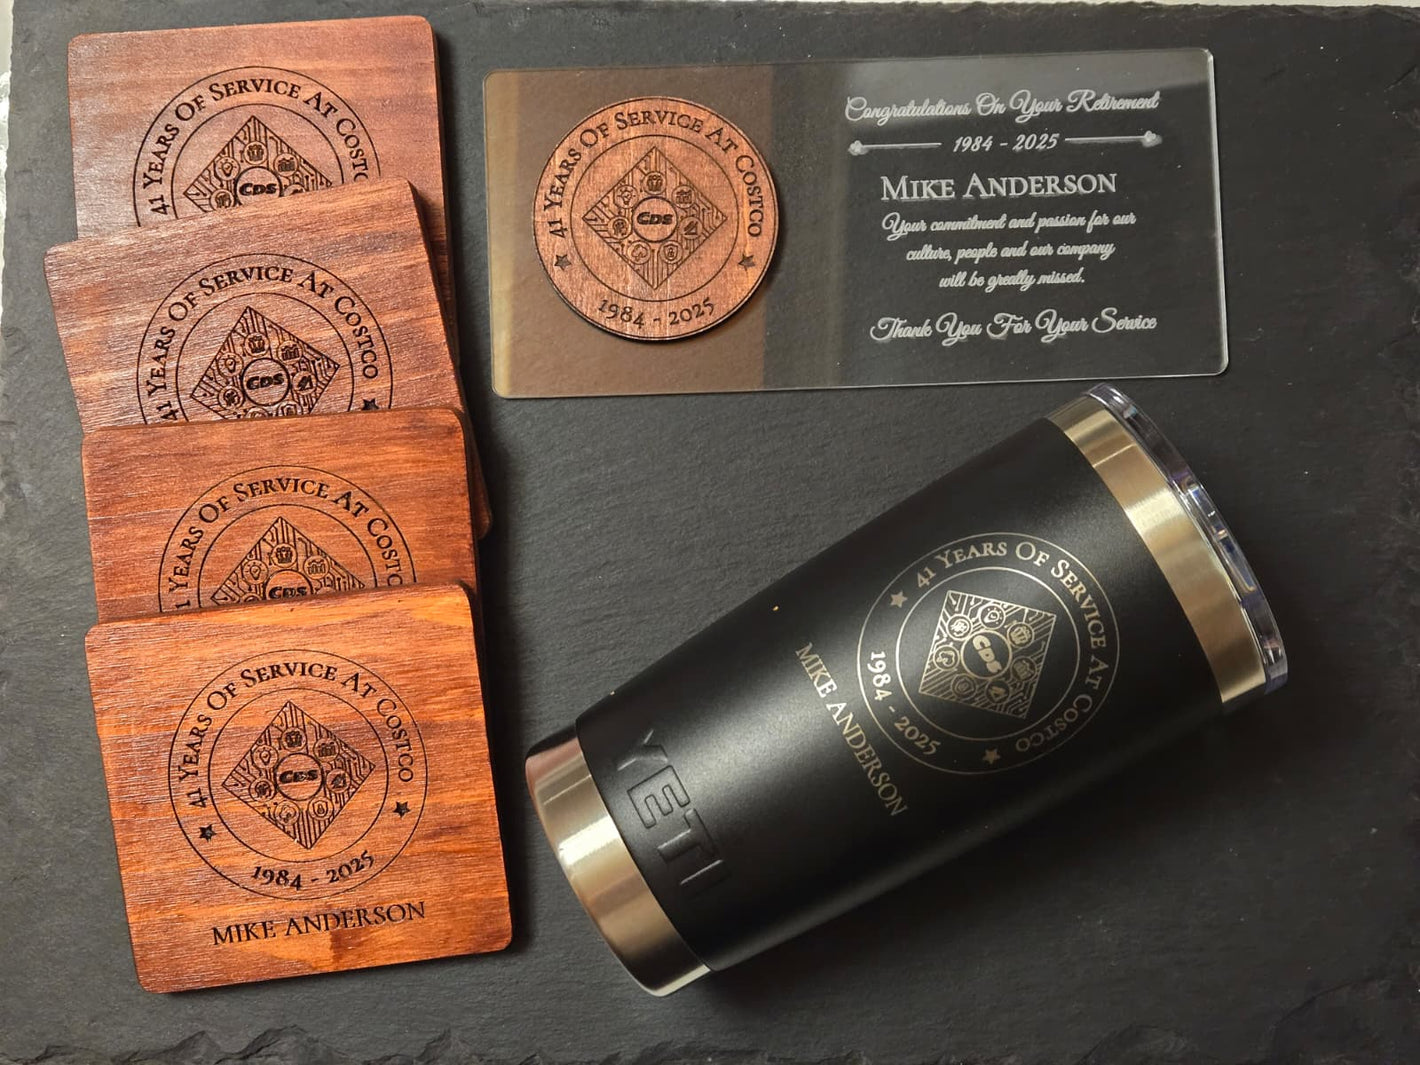 41 Years Of Service At Costco
CDS
41 Years Of Service At Costco
CDS
41 Years Of Service At Costco
CDS
41 Years Of Service At Costco
CDS
1984 - 2025
MIKE ANDERSON
41 Years Of Service At Costco
CDS
1984 - 2025
Congratulations On Your Retirement
1984 - 2025
Mike Anderson
Your commitment and passion for our
culture, people and our company
will be greatly missed.
Thank You For Your Service
41 Years Of Service At Costco
CDS
1984 - 2025
MIKE ANDERSON
YETI